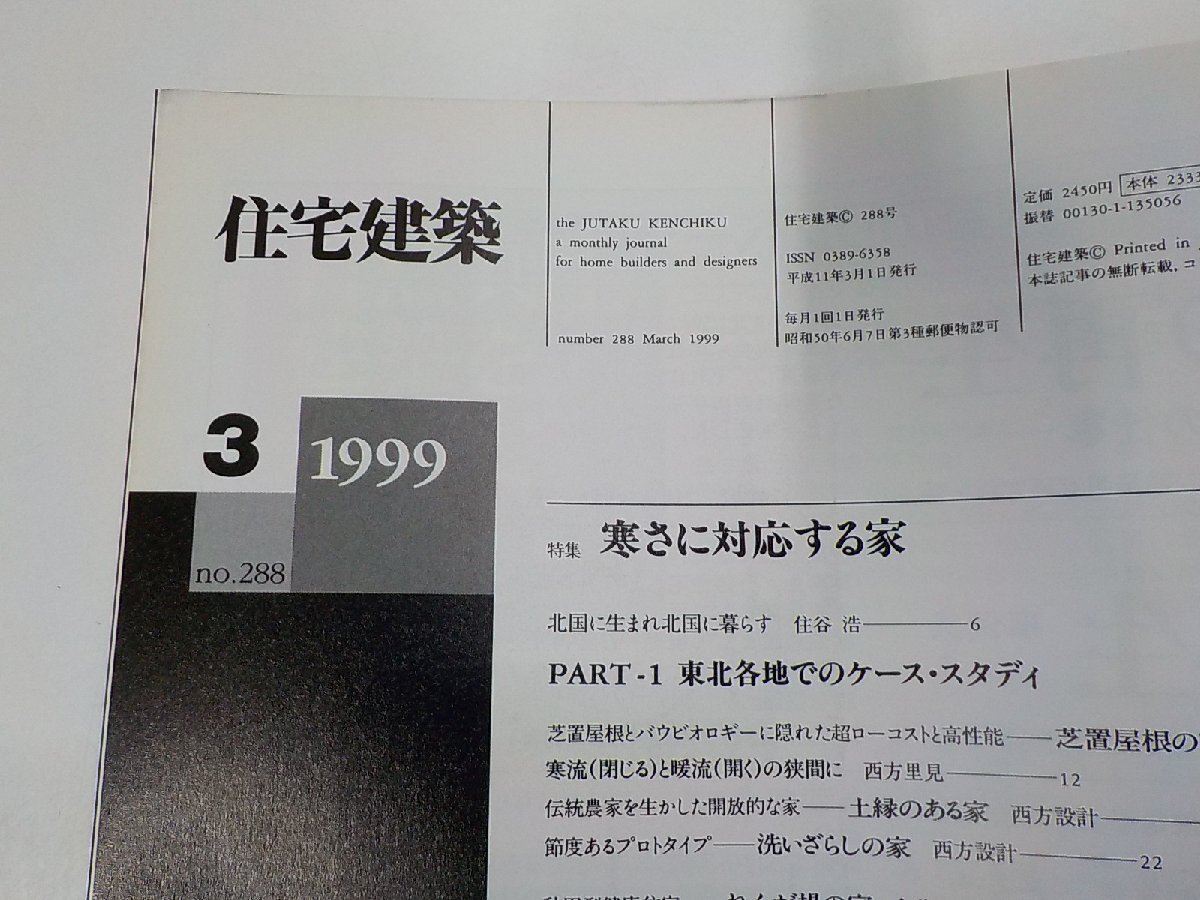 住宅建築
the JUTAKU KENCHIKU
a monthly journal
for home builders and designers
number 288 March 1999
住宅建築© 288号
ISSN 0389-6358
平成11年3月1日発行
毎月1回1日発行
昭和50年6月7日第3種郵便物認可
定価 2450円 本体 2333
振替 00130-1-135056
住宅建築© Printed in
本誌記事の無断転載, コ
3
1999
no.288
特集 寒さに対応する家
北国に生まれ北国に暮らす 住谷 浩 6
PART-1 東北各地でのケース・スタディ
芝置屋根とバウビオロギーに隠れた超ローコストと高性能──芝置屋根の
寒流(閉じる)と暖流(開く)の狭間に 西方里見 12
伝統農家を生かした開放的な家──土縁のある家 西方設計
節度あるプロトタイプ──洗いざらしの家 西方設計 22